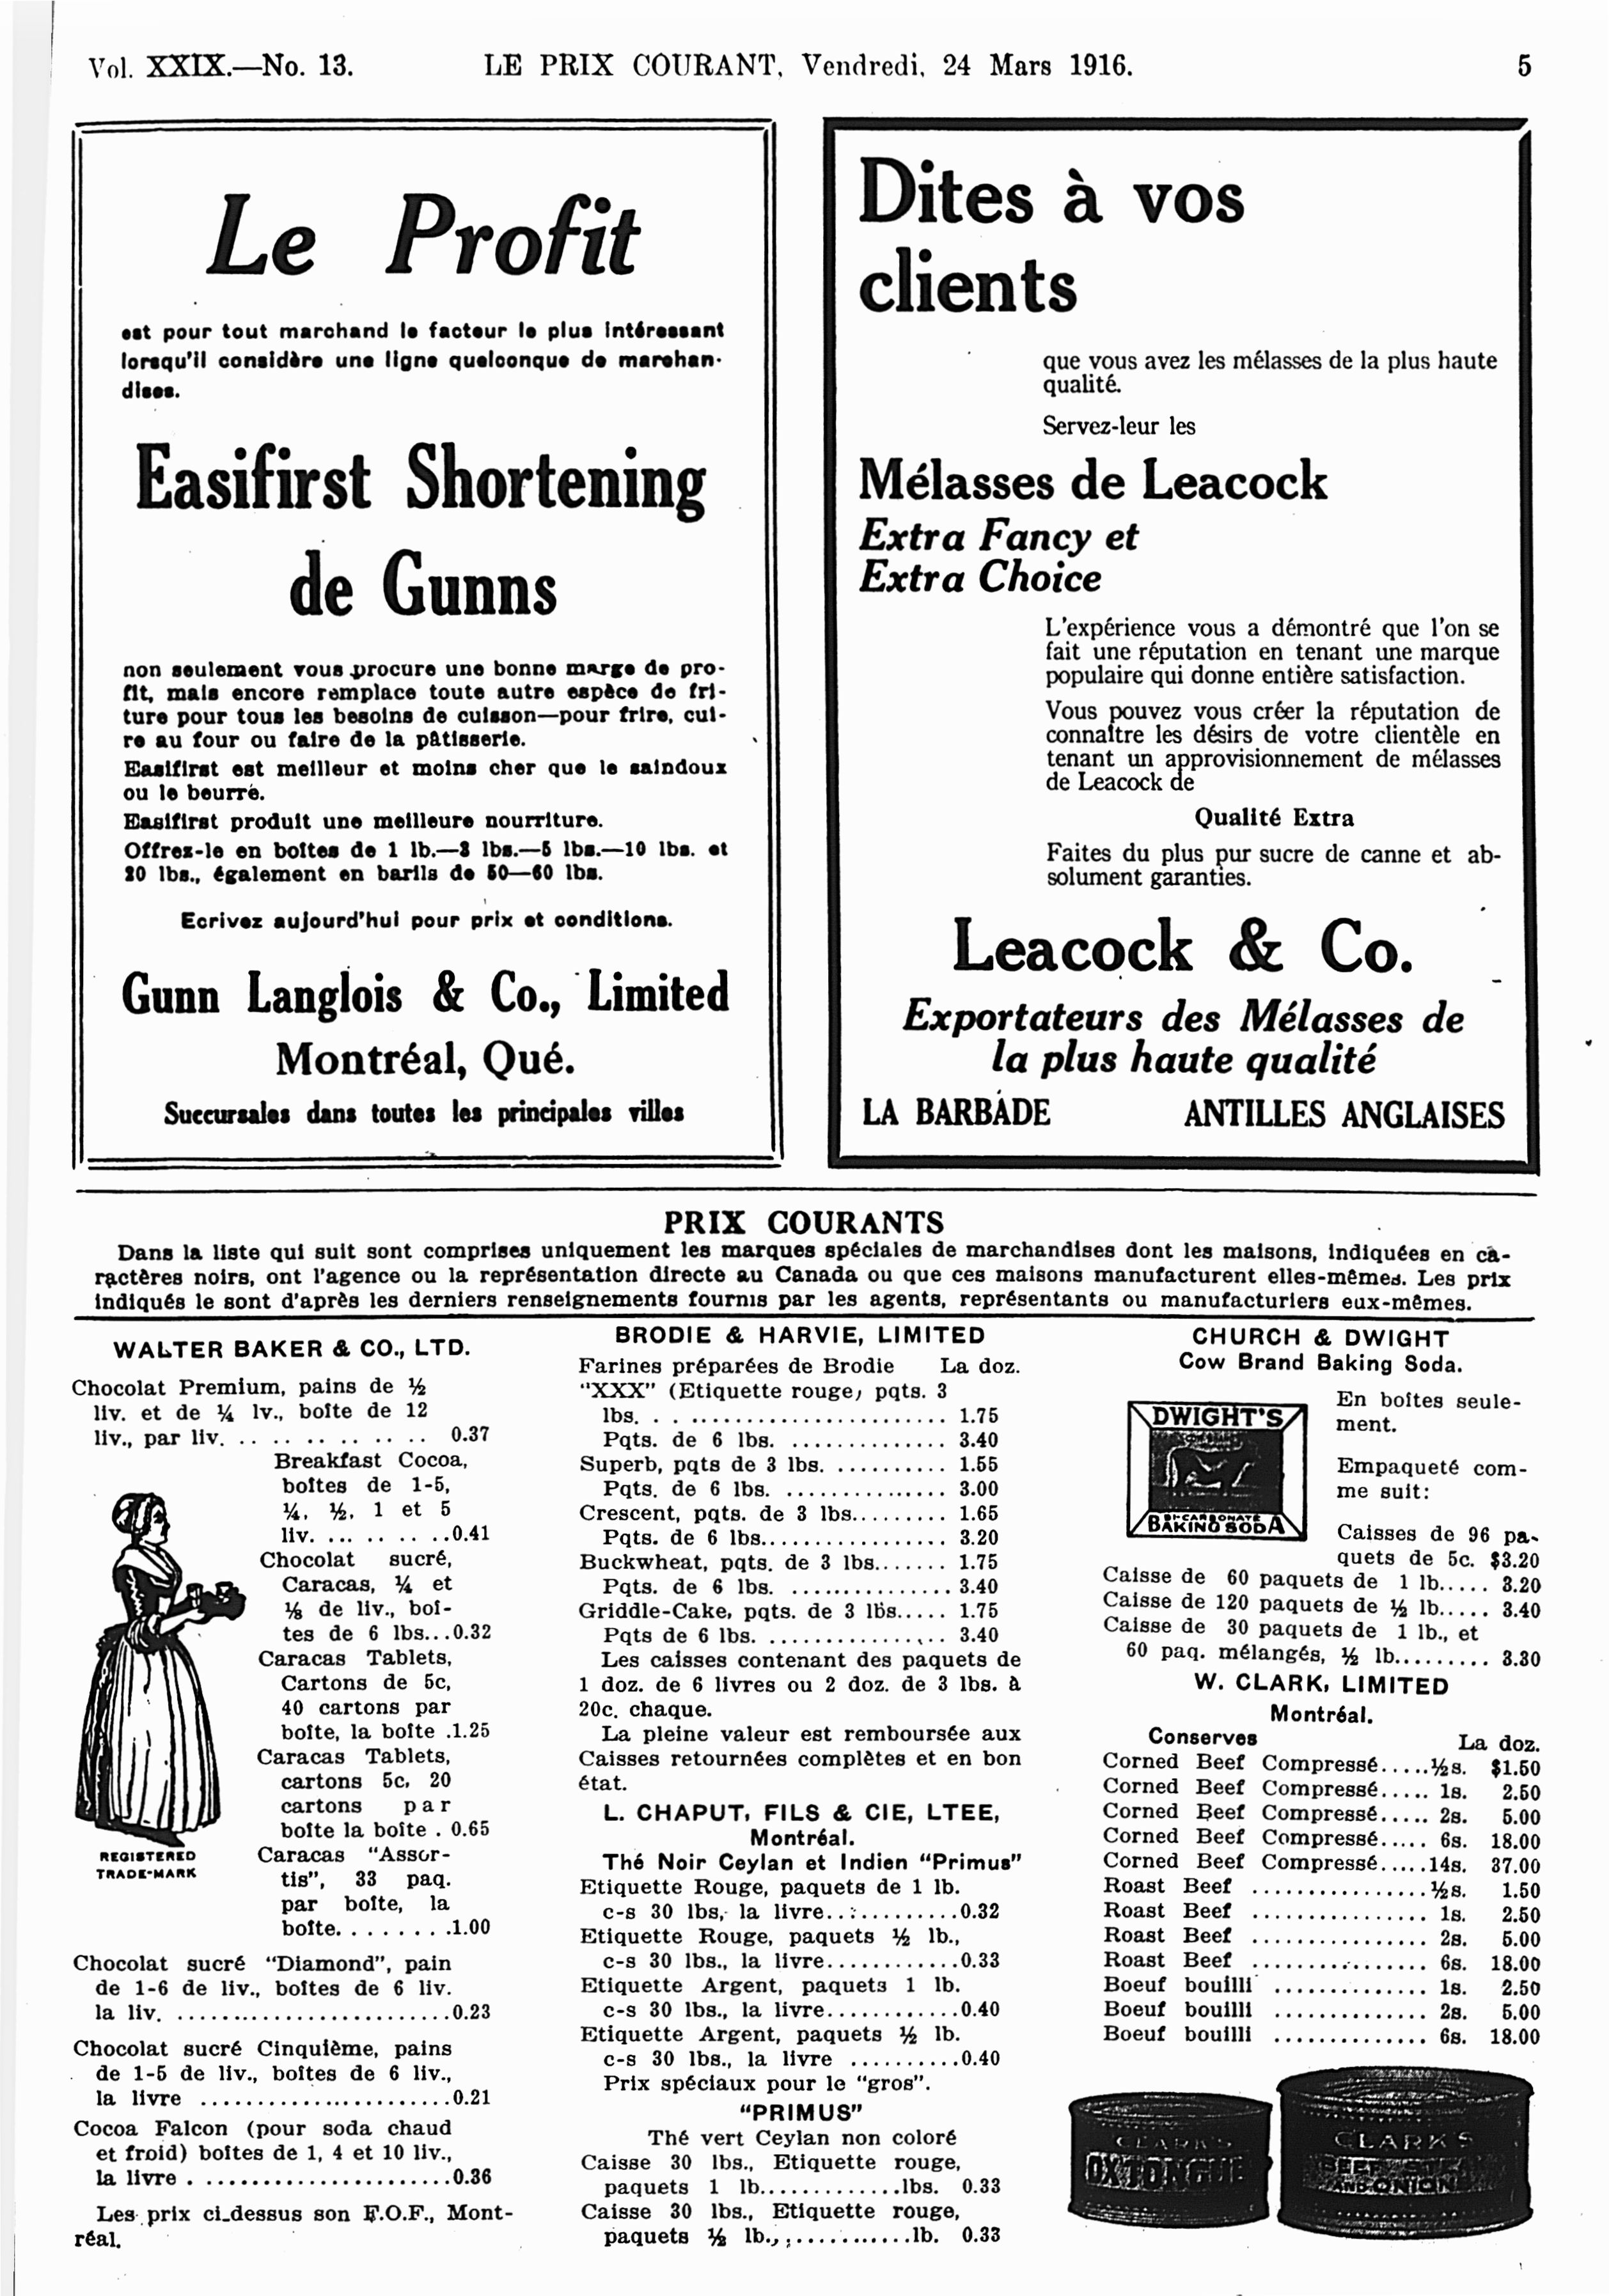 Vol. XXIX.—No. 13.
LE PRIX COURANT, Vendredi, 24 Mars 1916.
5
Le Profit
est pour tout marchand le facteur le plus intéressant
lorsqu'il considère une ligne quelconque de marchan-
dises.
Easifirst Shortening
de Gunns
non seulement vous procure une bonne marge de pro-
fit, mais encore remplace toute autre espèce de fri-
ture pour tous les besoins de cuisson—pour frire, cui-
re au four ou faire de la pâtisserie.
Easifirst est meilleur et moins cher que le saindoux
ou le beurre.
Easifirst produit une meilleure nourriture.
Offrez-le en boîtes de 1 lb.—3 lbs.—5 lbs.—10 lbs. et
20 lbs., également en barils de 50—60 lbs.
Ecrivez aujourd'hui pour prix et conditions.
Gunn Langlois & Co., Limited
Montréal, Qué.
Succursales dans toutes les principales villes
Dites à vos
clients
que vous avez les mélasses de la plus haute
qualité.
Servez-leur les
Mélasses de Leacock
Extra Fancy et
Extra Choice
L'expérience vous a démontré que l'on se
fait une réputation en tenant une marque
populaire qui donne entière satisfaction.
Vous pouvez vous créer la réputation de
connaître les désirs de votre clientèle en
tenant un approvisionnement de mélasses
de Leacock de
Qualité Extra
Faites du plus pur sucre de canne et ab-
solument garanties.
Leacock & Co.
Exportateurs des Mélasses de
la plus haute qualité
LA BARBADE ANTILLES ANGLAISES
PRIX COURANTS
Dans la liste qui suit sont comprises uniquement les marques spéciales de marchandises dont les maisons, indiquées en ca-
ractères noirs, ont l'agence ou la représentation directe au Canada ou que ces maisons manufacturent elles-mêmes. Les prix
indiqués le sont d'après les derniers renseignements fournis par les agents, représentants ou manufacturiers eux-mêmes.
WALTER BAKER & CO., LTD.
Chocolat Premium, pains de ½
liv. et de ¼ lv., boîte de 12
liv., par liv. .. .. .. .. .. .. .. 0.37
Breakfast Cocoa,
boîtes de 1-5,
¼, ½, 1 et 5
liv. ... .. .. ..0.41
Chocolat sucré,
Caracas, ¼ et
⅛ de liv., boî-
tes de 6 lbs...0.32
Caracas Tablets,
Cartons de 5c,
40 cartons par
boîte, la boîte .1.25
Caracas Tablets,
cartons 5c, 20
cartons par
boîte la boîte . 0.65
Caracas "Assor-
tis", 33 paq.
par boîte, la
boîte. . . . . . . .1.00
REGISTERED
TRADE-MARK
Chocolat sucré "Diamond", pain
de 1-6 de liv., boîtes de 6 liv.
la liv. ........................0.23
Chocolat sucré Cinquième, pains
de 1-5 de liv., boîtes de 6 liv.,
la livre ......................0.21
Cocoa Falcon (pour soda chaud
et froid) boîtes de 1, 4 et 10 liv.,
la livre . ......................0.36
Les prix ci-dessus son F.O.F., Mont-
réal.
BRODIE & HARVIE, LIMITED
Farines préparées de Brodie La doz.
"XXX" (Etiquette rouge) pqts. 3
lbs. . . ........................ 1.75
Pqts. de 6 lbs. .............. 3.40
Superb, pqts de 3 lbs. .......... 1.55
Pqts. de 6 lbs. ............... 3.00
Crescent, pqts. de 3 lbs......... 1.65
Pqts. de 6 lbs................. 3.20
Buckwheat, pqts. de 3 lbs....... 1.75
Pqts. de 6 lbs. ...............3.40
Griddle-Cake, pqts. de 3 lbs..... 1.75
Pqts de 6 lbs. ................ 3.40
Les caisses contenant des paquets de
1 doz. de 6 livres ou 2 doz. de 3 lbs. à
20c. chaque.
La pleine valeur est remboursée aux
Caisses retournées complètes et en bon
état.
L. CHAPUT, FILS & CIE, LTEE,
Montréal.
Thé Noir Ceylan et Indien "Primus"
Etiquette Rouge, paquets de 1 lb.
c-s 30 lbs, la livre............0.32
Etiquette Rouge, paquets ½ lb.,
c-s 30 lbs., la livre............0.33
Etiquette Argent, paquets 1 lb.
c-s 30 lbs., la livre............0.40
Etiquette Argent, paquets ½ lb.
c-s 30 lbs., la livre ..........0.40
Prix spéciaux pour le "gros".
"PRIMUS"
Thé vert Ceylan non coloré
Caisse 30 lbs., Etiquette rouge,
paquets 1 lb.............lbs. 0.33
Caisse 30 lbs., Etiquette rouge,
paquets ½ lb..............lb. 0.33
CHURCH & DWIGHT
Cow Brand Baking Soda.
DWIGHT'S
BI-CARBONATE
BAKING SODA
En boîtes seule-
ment.
Empaqueté com-
me suit:
Caisses de 96 pa-
quets de 5c. $3.20
Caisse de 60 paquets de 1 lb..... 3.20
Caisse de 120 paquets de ½ lb..... 3.40
Caisse de 30 paquets de 1 lb., et
60 paq. mélangés, ½ lb......... 3.30
W. CLARK, LIMITED
Montréal.
Conserves La doz.
Corned Beef Compressé.....½s. $1.50
Corned Beef Compressé..... 1s. 2.50
Corned Beef Compressé..... 2s. 5.00
Corned Beef Compressé..... 6s. 18.00
Corned Beef Compressé.....14s. 37.00
Roast Beef ................½s. 1.50
Roast Beef ................ 1s. 2.50
Roast Beef ................ 2s. 5.00
Roast Beef ................ 6s. 18.00
Boeuf bouilli .............. 1s. 2.50
Boeuf bouilli .............. 2s. 5.00
Boeuf bouilli .............. 6s. 18.00
CLARK'S
OX TONGUE
CLARK'S
AND ONION